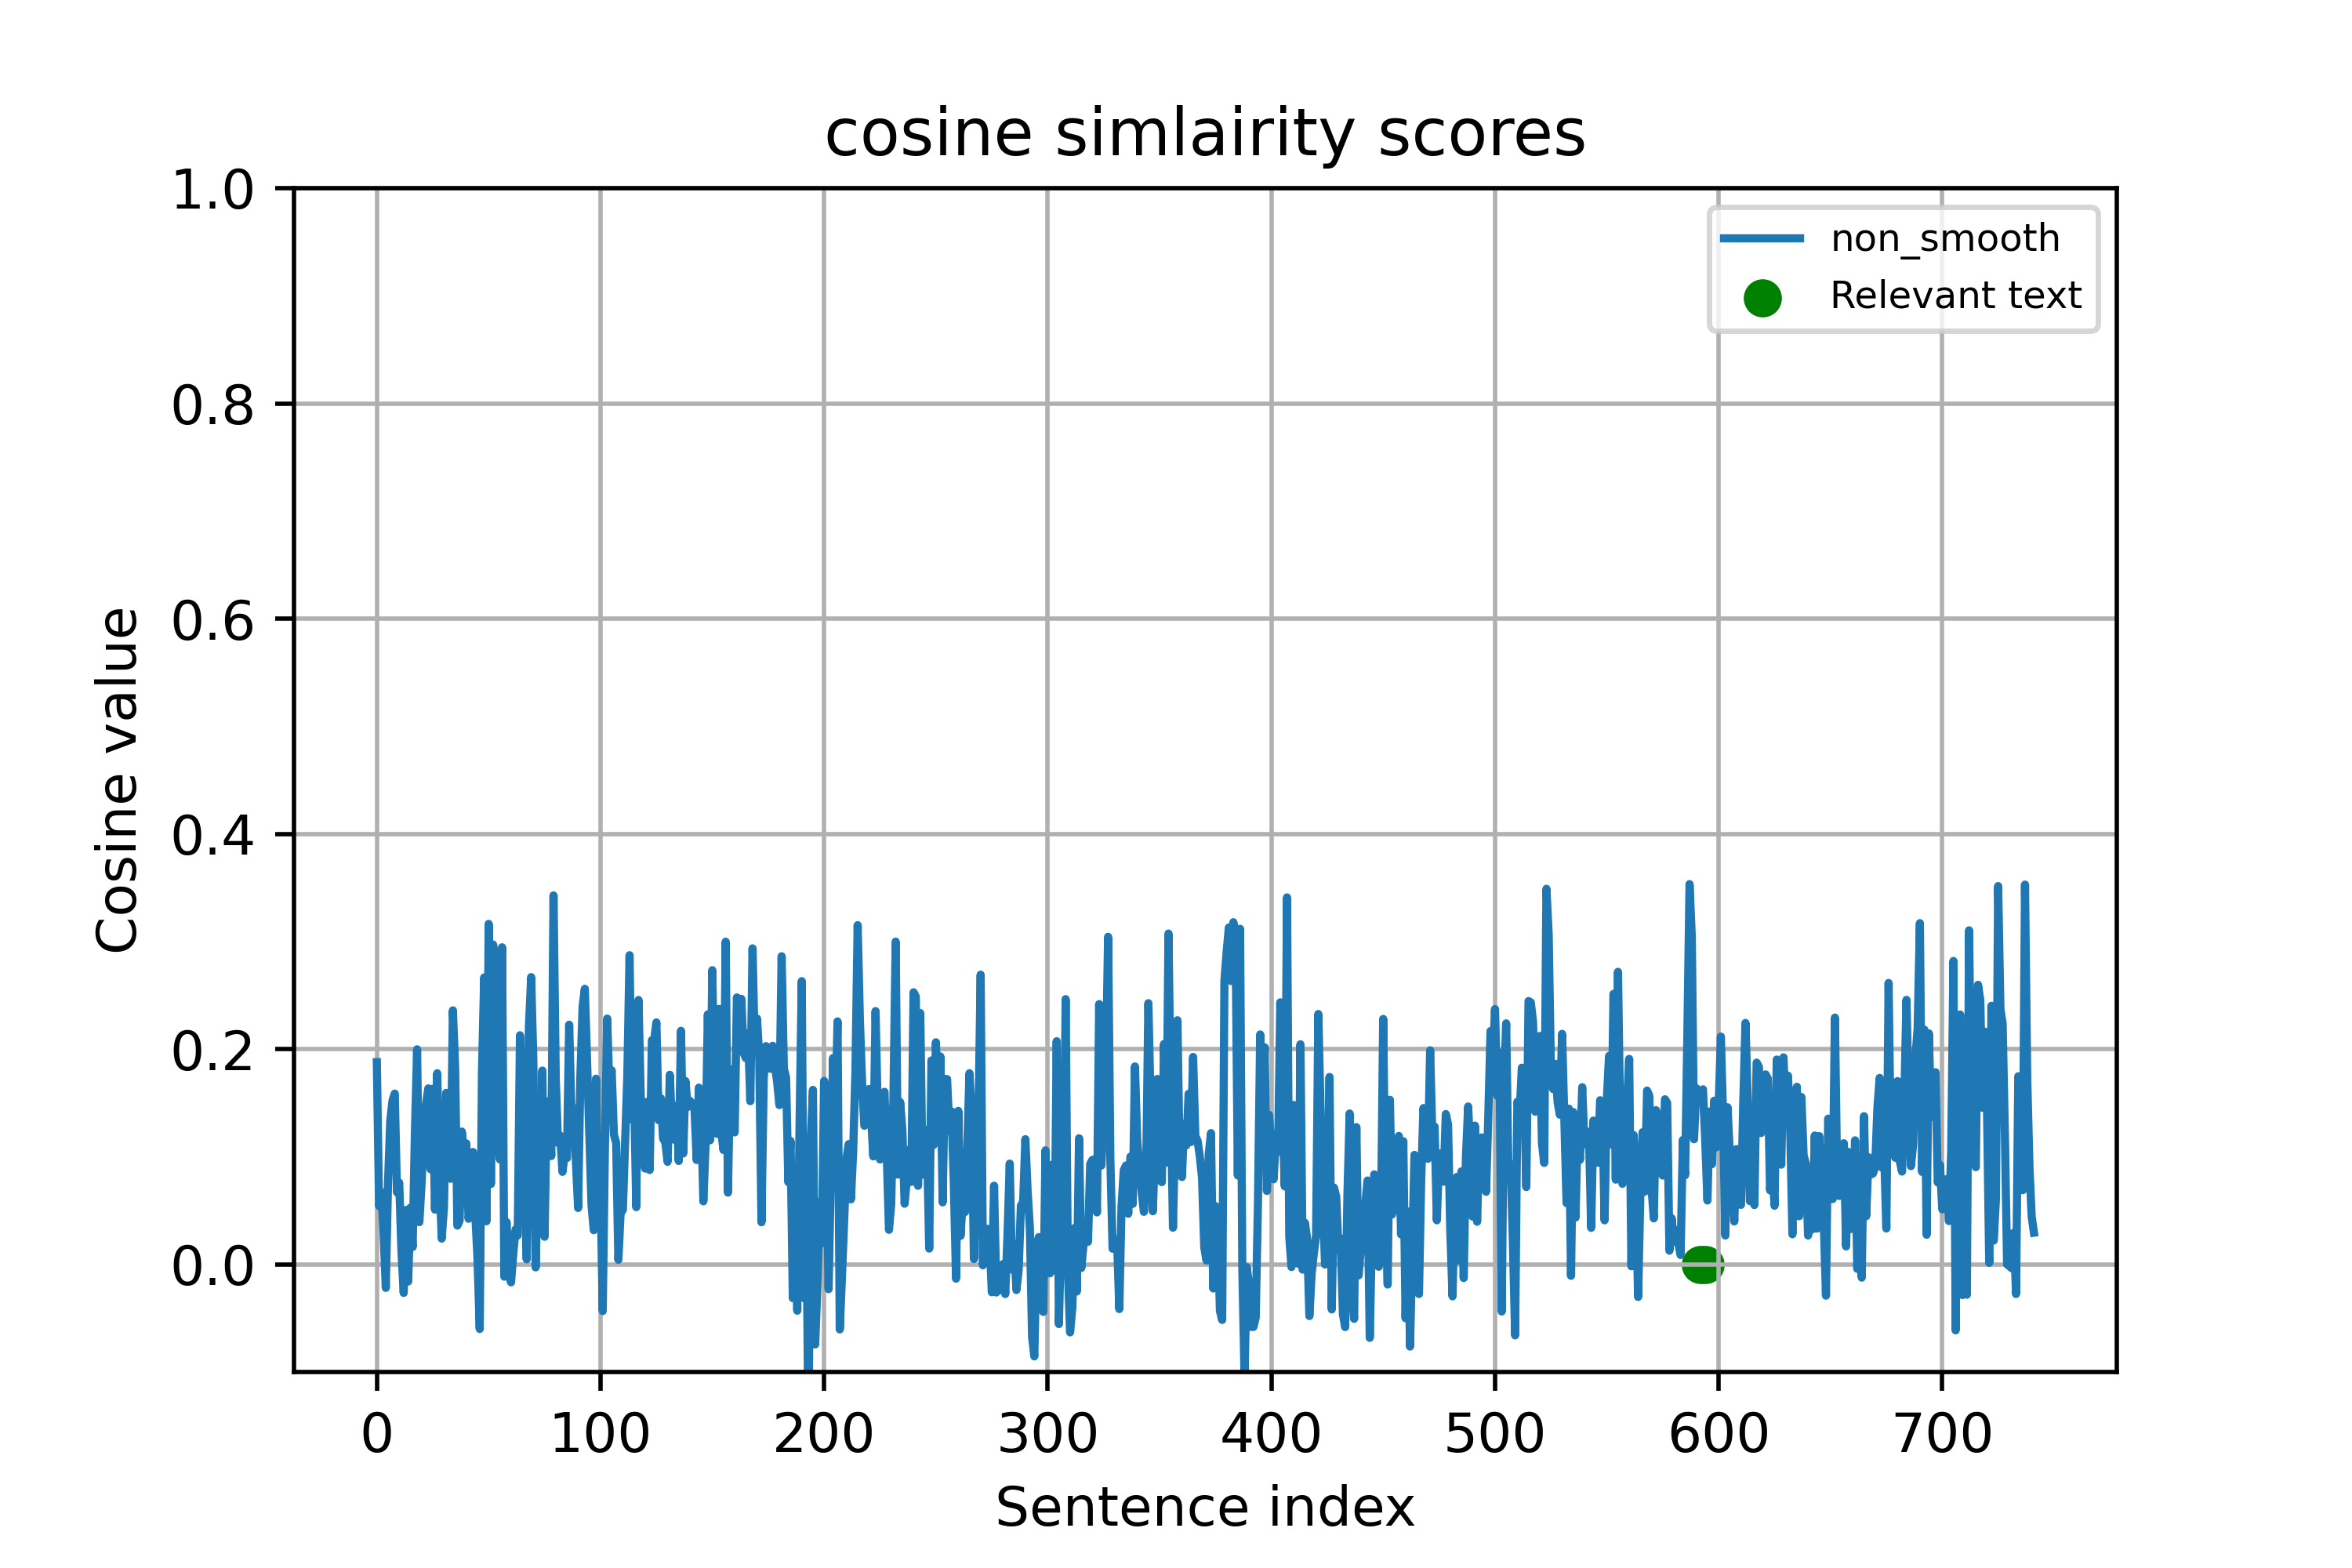 cosine simlairity scores
1.0
0.8
0.6
0.4
0.2
0.0
Cosine value
non_smooth
Relevant text
0 100 200 300 400 500 600 700
Sentence index